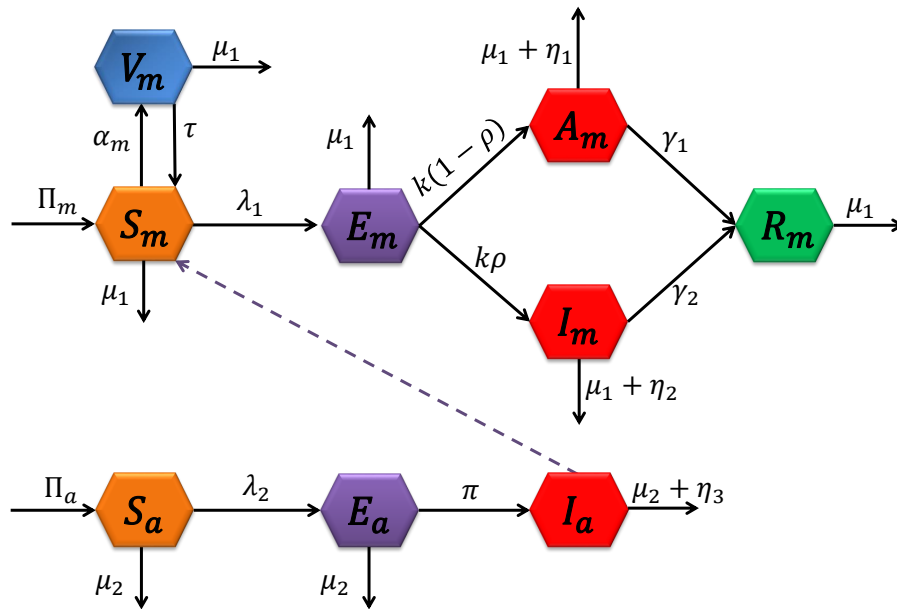 μ₁ + η₁
V_m
μ₁
α_m
τ
μ₁
k(1 − ρ)
A_m
γ₁
Π_m
S_m
λ₁
E_m
R_m
μ₁
μ₁
kρ
I_m
γ₂
μ₁ + η₂
Π_a
S_a
λ₂
E_a
π
I_a
μ₂ + η₃
μ₂
μ₂